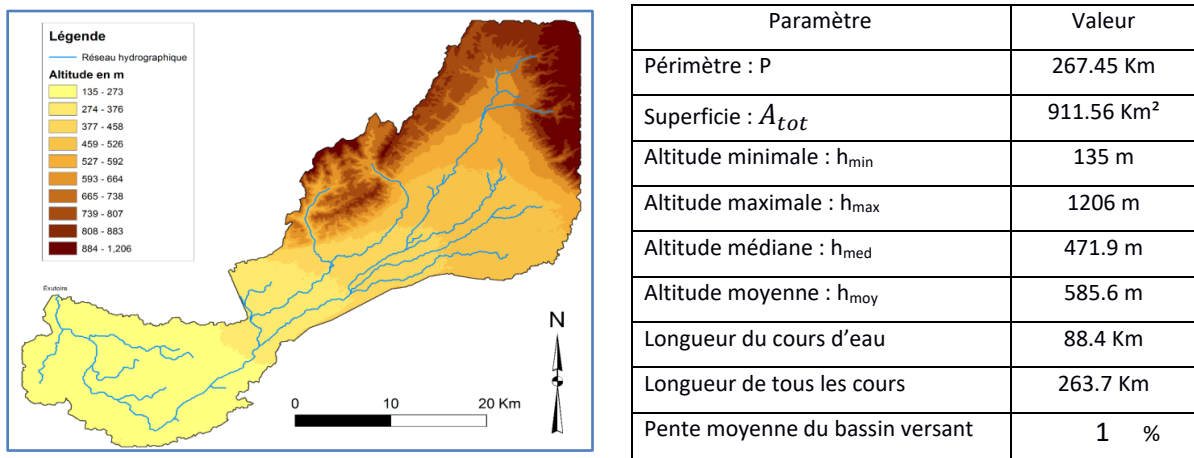 Légende
Réseau hydrographique
Altitude en m
135 - 273
274 - 376
377 - 458
459 - 526
527 - 592
593 - 664
665 - 738
739 - 807
808 - 883
884 - 1,206
Exutoire
N
0 10 20 Km
Paramètre Valeur
Périmètre : P 267.45 Km
Superficie : A_tot 911.56 Km²
Altitude minimale : h_min 135 m
Altitude maximale : h_max 1206 m
Altitude médiane : h_med 471.9 m
Altitude moyenne : h_moy 585.6 m
Longueur du cours d’eau 88.4 Km
Longueur de tous les cours 263.7 Km
Pente moyenne du bassin versant 1 %